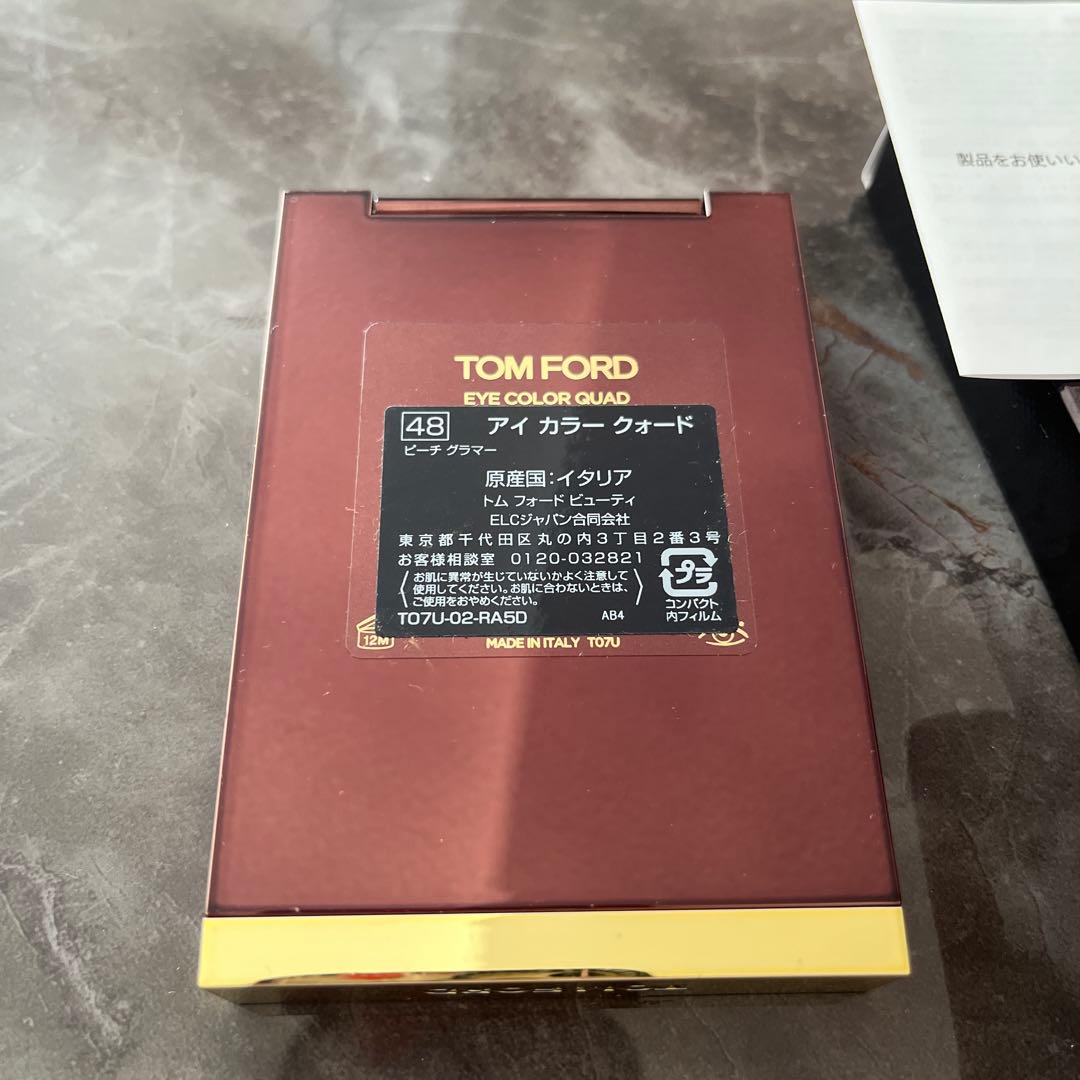 製品をお使いい
TOM FORD
EYE COLOR QUAD
48 アイ カラー クォード
ピーチ グラマー
原産国:イタリア
トム フォード ビューティ
ELCジャパン合同会社
東京都千代田区丸の内3丁目2番3号
お客様相談室 0120-032821
お肌に異常が生じていないかよく注意して
使用してください。お肌に合わないときは、
ご使用をおやめください。
プラ
コンパクト
内フィルム
T07U-02-RA5D AB4
12M
MADE IN ITALY T07U
TOM FORD